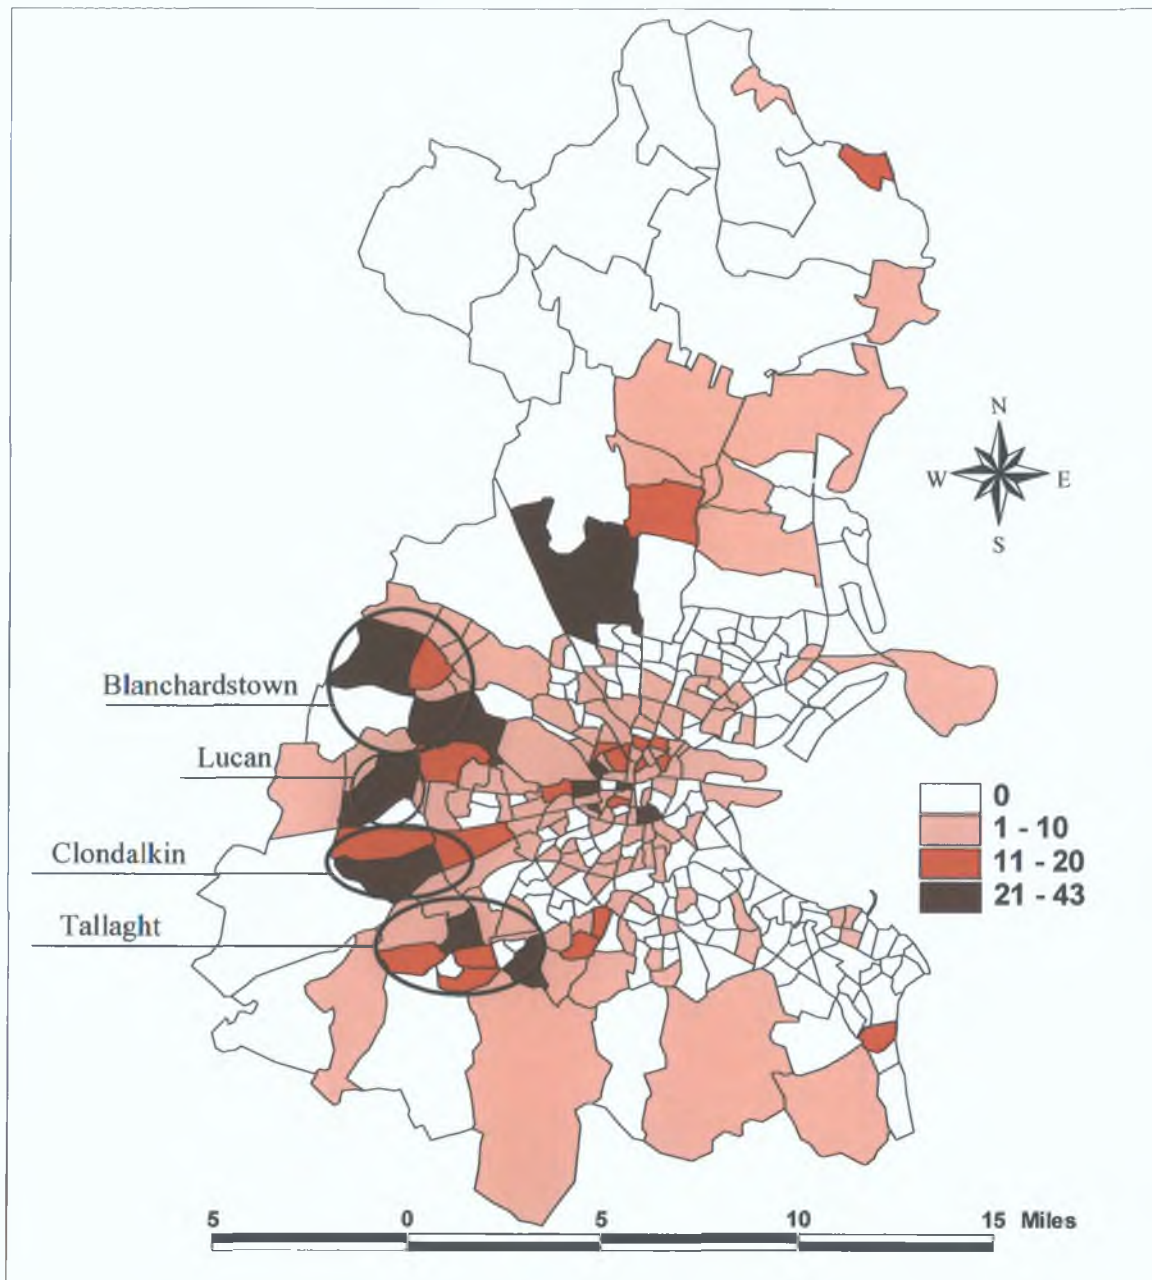 N
W E
S
Blanchardstown
Lucan
Clondalkin
Tallaght
0
1 - 10
11 - 20
21 - 43
5 0 5 10 15 Miles